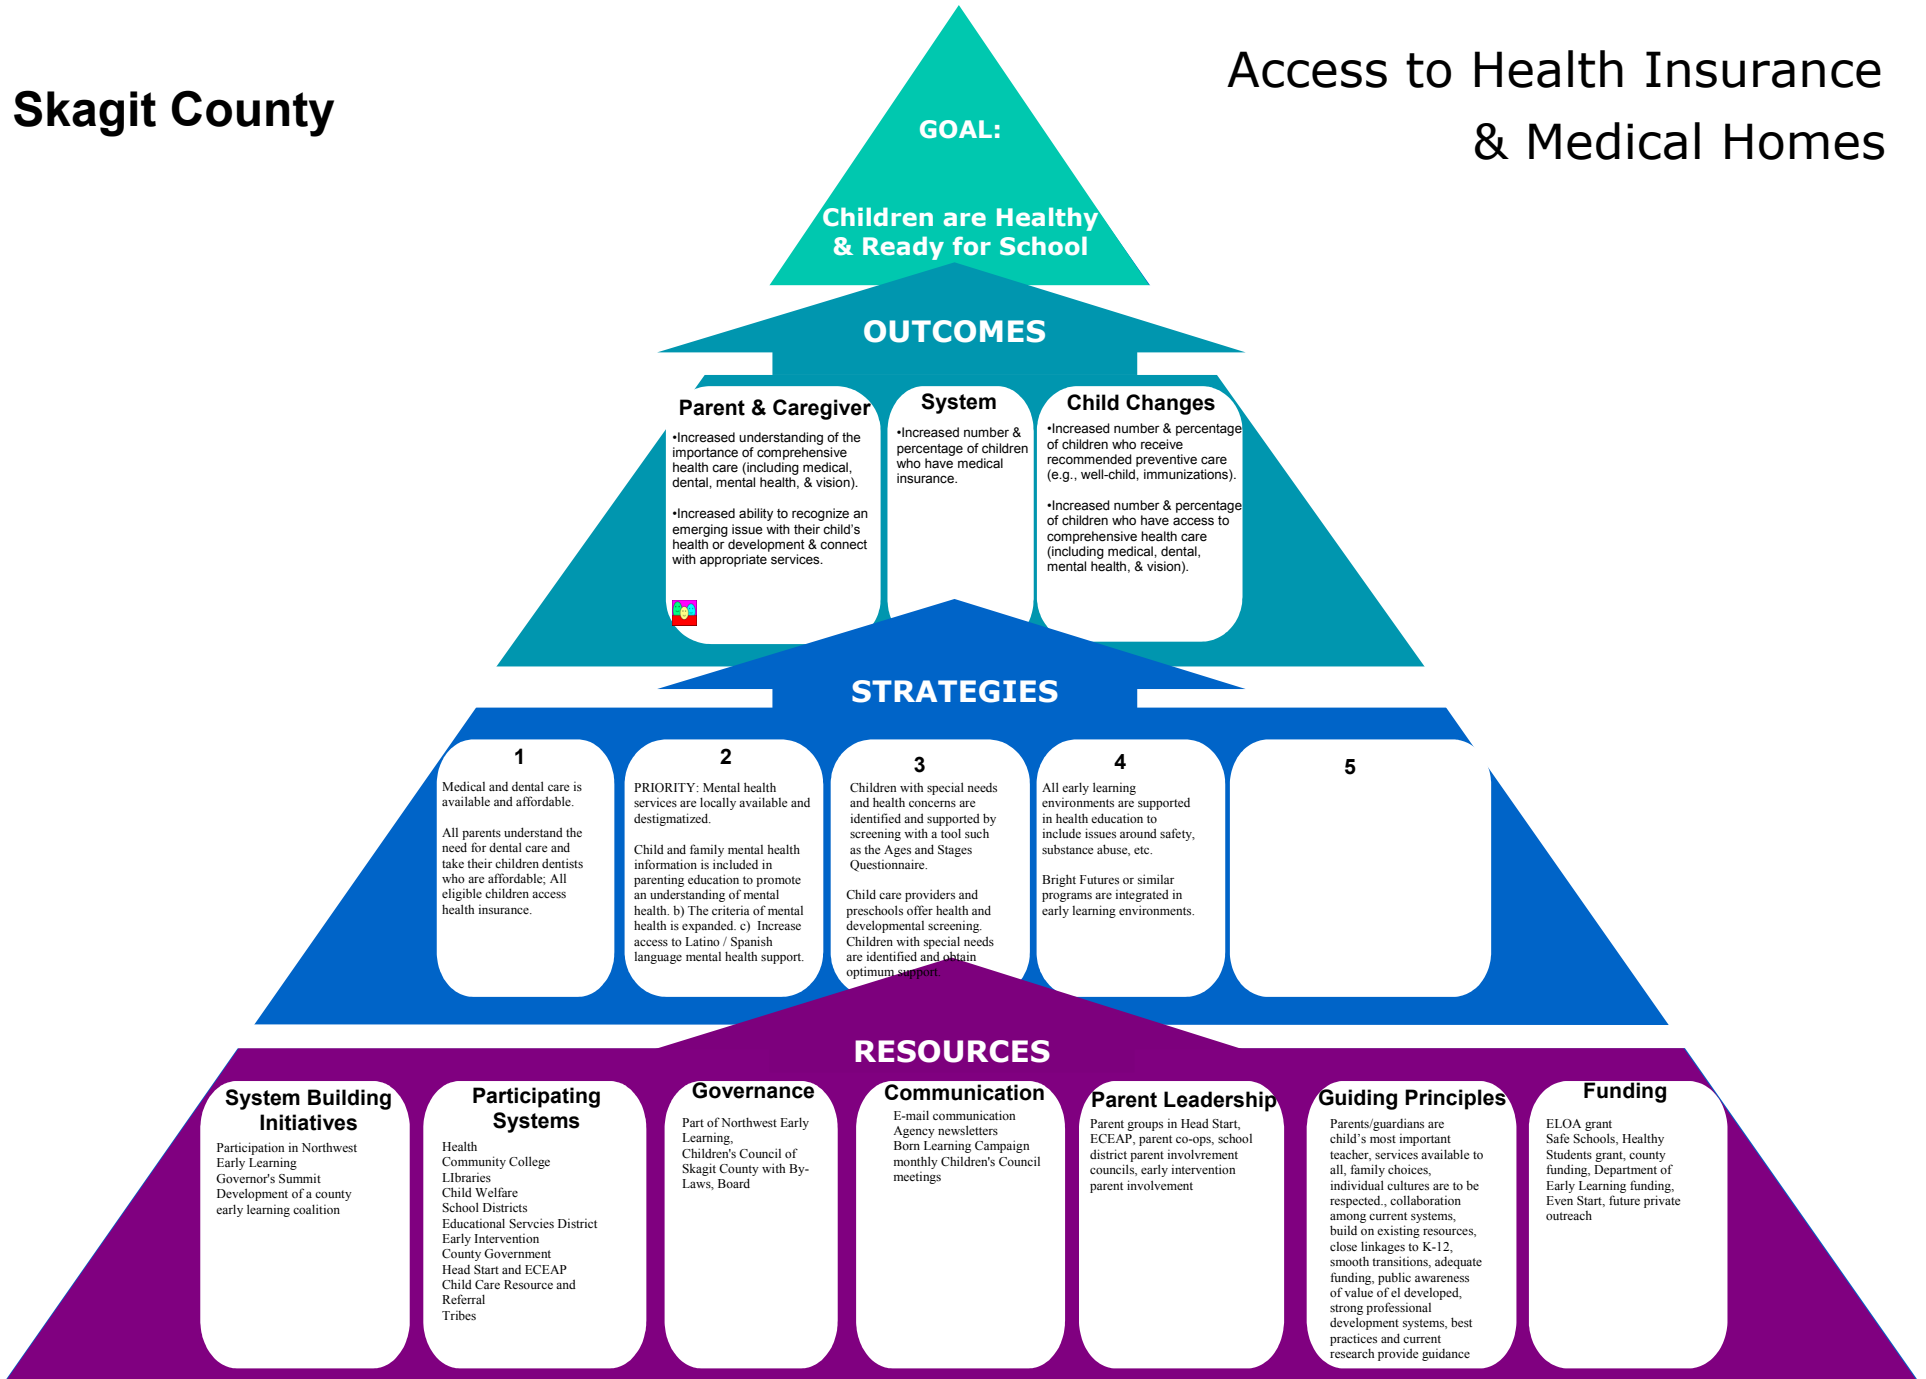 Skagit County
Access to Health Insurance
& Medical Homes
GOAL:
Children are Healthy
& Ready for School
OUTCOMES
Parent & Caregiver
•Increased understanding of the
importance of comprehensive
health care (including medical,
dental, mental health, & vision).
•Increased ability to recognize an
emerging issue with their child's
health or development & connect
with appropriate services.
System
•Increased number &
percentage of children
who have medical
insurance.
Child Changes
•Increased number & percentage
of children who receive
recommended preventive care
(e.g., well-child, immunizations).
•Increased number & percentage
of children who have access to
comprehensive health care
(including medical, dental,
mental health, & vision).
STRATEGIES
1
Medical and dental care is
available and affordable.
All parents understand the
need for dental care and
take their children dentists
who are affordable; All
eligible children access
health insurance.
2
PRIORITY: Mental health
services are locally available and
destigmatized.
Child and family mental health
information is included in
parenting education to promote
an understanding of mental
health. b) The criteria of mental
health is expanded. c) Increase
access to Latino / Spanish
language mental health support.
3
Children with special needs
and health concerns are
identified and supported by
screening with a tool such
as the Ages and Stages
Questionnaire.
Child care providers and
preschools offer health and
developmental screening.
Children with special needs
are identified and obtain
optimum support.
4
All early learning
environments are supported
in health education to
include issues around safety,
substance abuse, etc.
Bright Futures or similar
programs are integrated in
early learning environments.
5
RESOURCES
System Building
Initiatives
Participation in Northwest
Early Learning
Governor's Summit
Development of a county
early learning coalition
Participating
Systems
Health
Community College
LIbraries
Child Welfare
School Districts
Educational Servcies District
Early Intervention
County Government
Head Start and ECEAP
Child Care Resource and
Referral
Tribes
Governance
Part of Northwest Early
Learning,
Children's Council of
Skagit County with By-
Laws, Board
Communication
E-mail communication
Agency newsletters
Born Learning Campaign
monthly Children's Council
meetings
Parent Leadership
Parent groups in Head Start,
ECEAP, parent co-ops, school
district parent involvrement
councils, early intervention
parent involvement
Guiding Principles
Parents/guardians are
child's most important
teacher, services available to
all, family choices,
individual cultures are to be
respected., collaboration
among current systems,
build on existing resources,
close linkages to K-12,
smooth transitions, adequate
funding, public awareness
of value of el developed,
strong professional
development systems, best
practices and current
research provide guidance
Funding
ELOA grant
Safe Schools, Healthy
Students grant, county
funding, Department of
Early Learning funding,
Even Start, future private
outreach